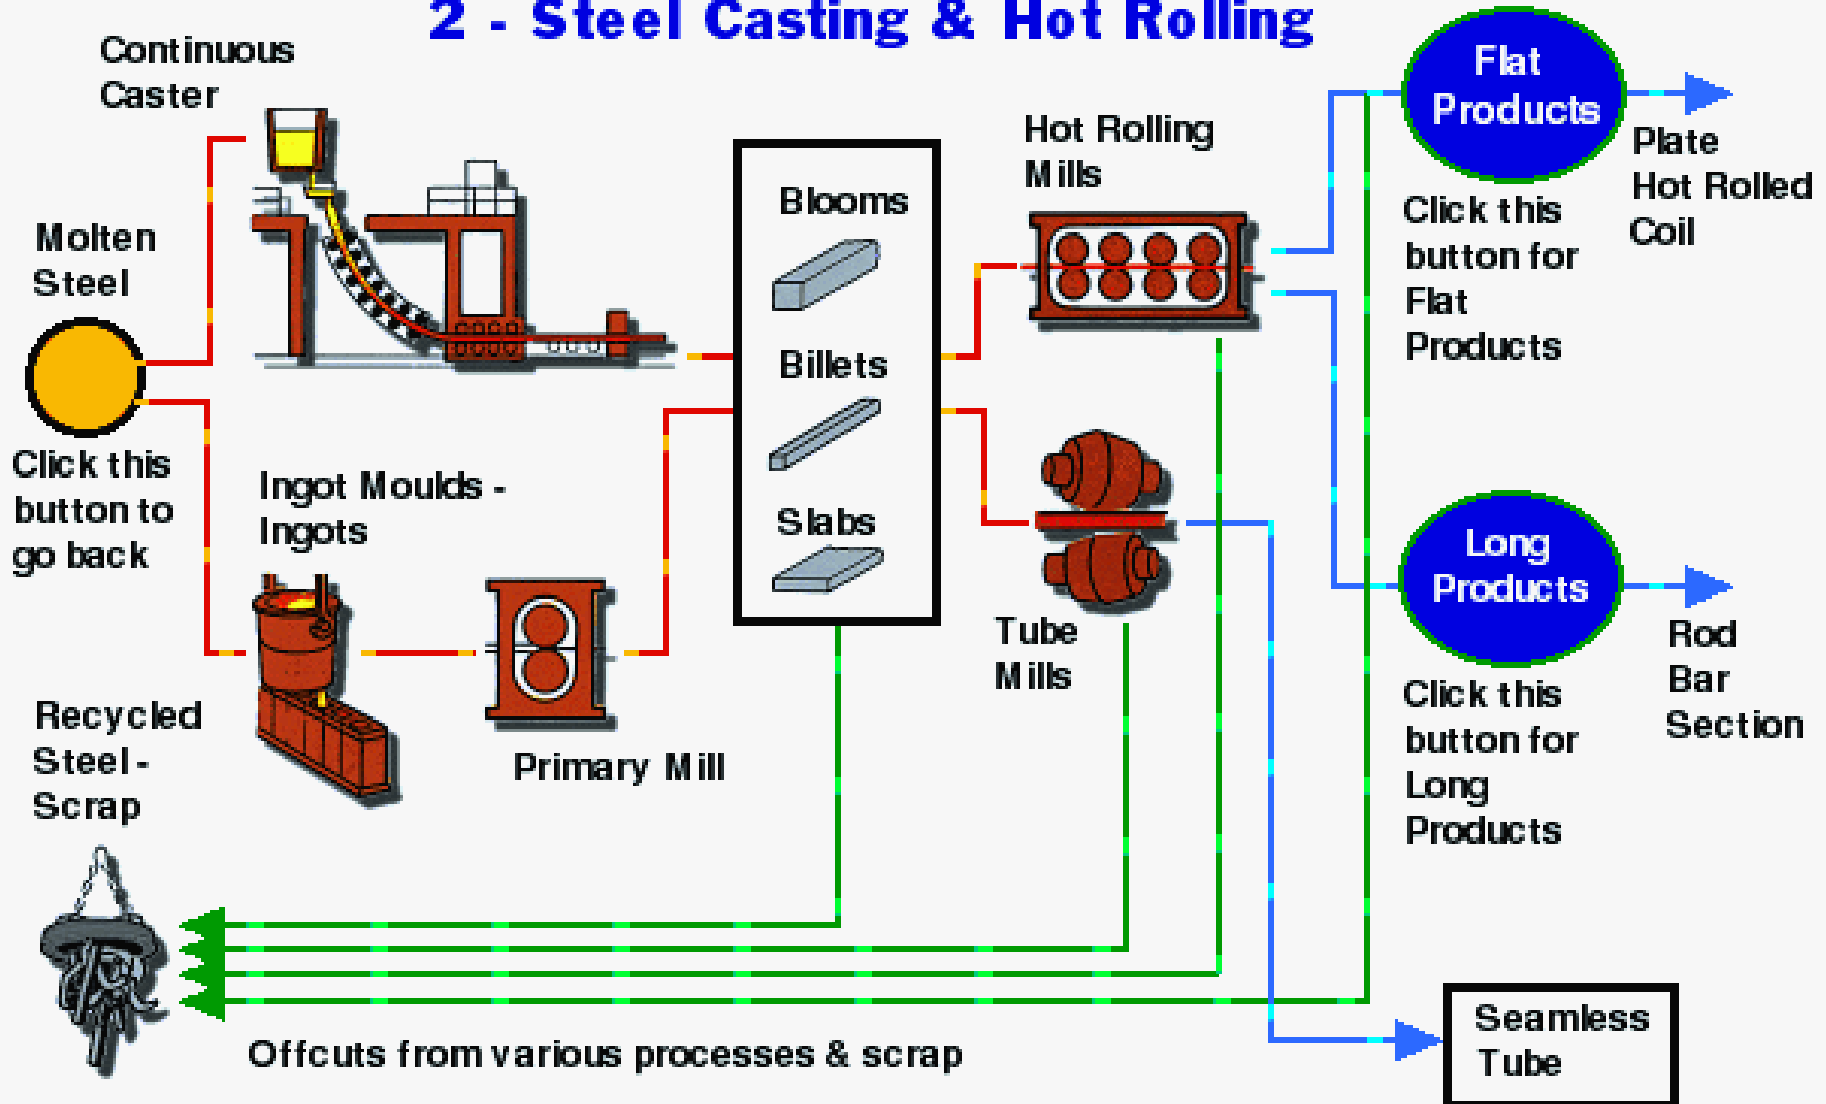 2 - Steel Casting & Hot Rolling
Continuous
Caster
Molten
Steel
Click this
button to
go back
Ingot Moulds -
Ingots
Primary Mill
Recycled
Steel -
Scrap
Blooms
Billets
Slabs
Hot Rolling
Mills
Tube
Mills
Flat
Products
Plate
Hot Rolled
Coil
Click this
button for
Flat
Products
Long
Products
Rod
Bar
Section
Click this
button for
Long
Products
Seamless
Tube
Offcuts from various processes & scrap